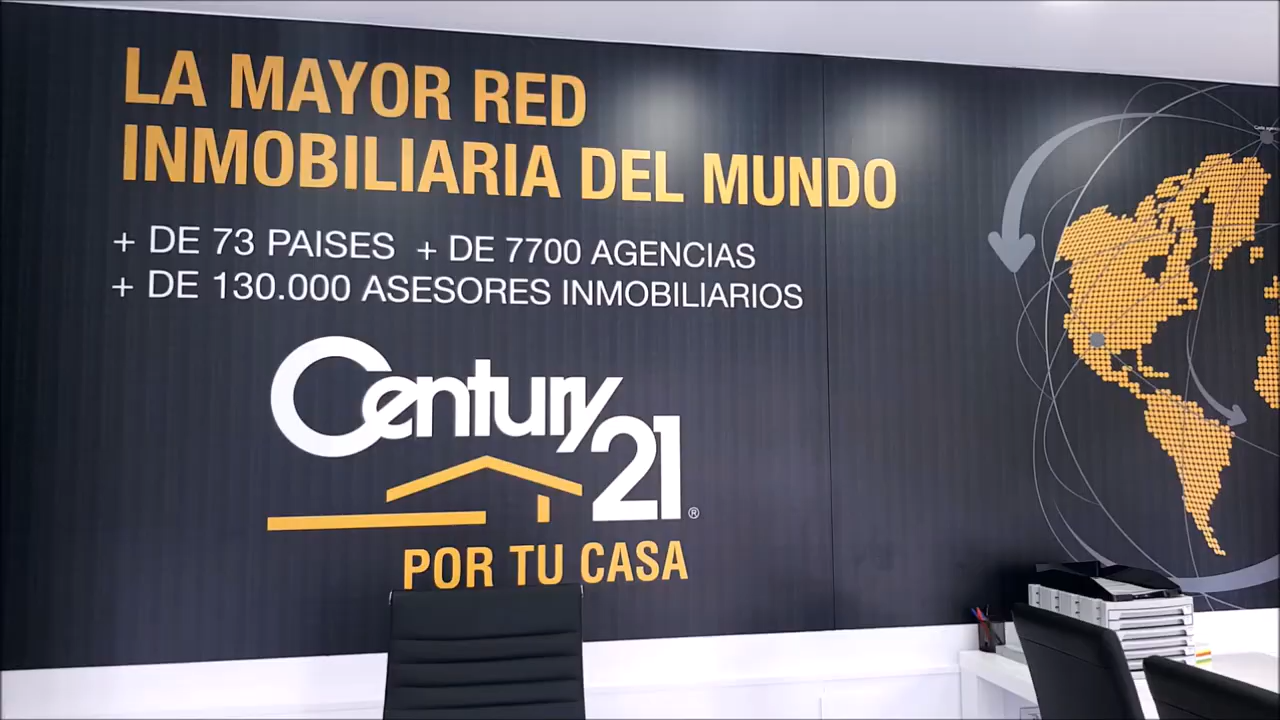 LA MAYOR RED
INMOBILIARIA DEL MUNDO
+ DE 73 PAISES + DE 7700 AGENCIAS
+ DE 130.000 ASESORES INMOBILIARIOS
Century
21®
POR TU CASA